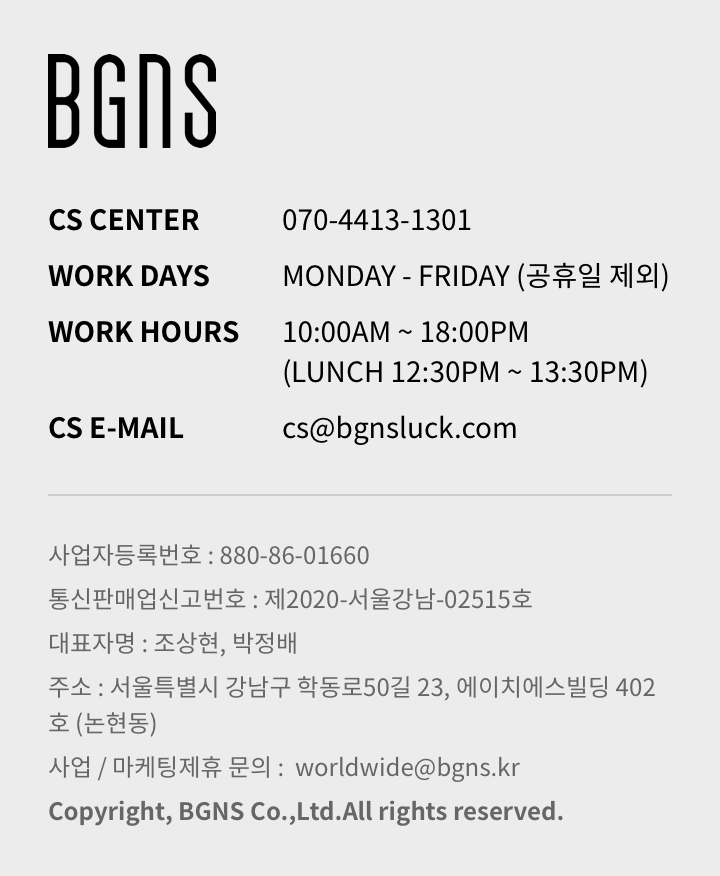 BGNS
CS CENTER 070-4413-1301
WORK DAYS MONDAY - FRIDAY (공휴일 제외)
WORK HOURS 10:00AM ~ 18:00PM
(LUNCH 12:30PM ~ 13:30PM)
CS E-MAIL cs@bgnsluck.com
사업자등록번호 : 880-86-01660
통신판매업신고번호 : 제2020-서울강남-02515호
대표자명 : 조상현, 박정배
주소 : 서울특별시 강남구 학동로50길 23, 에이치에스빌딩 402
호 (논현동)
사업 / 마케팅제휴 문의 : worldwide@bgns.kr
Copyright, BGNS Co.,Ltd.All rights reserved.